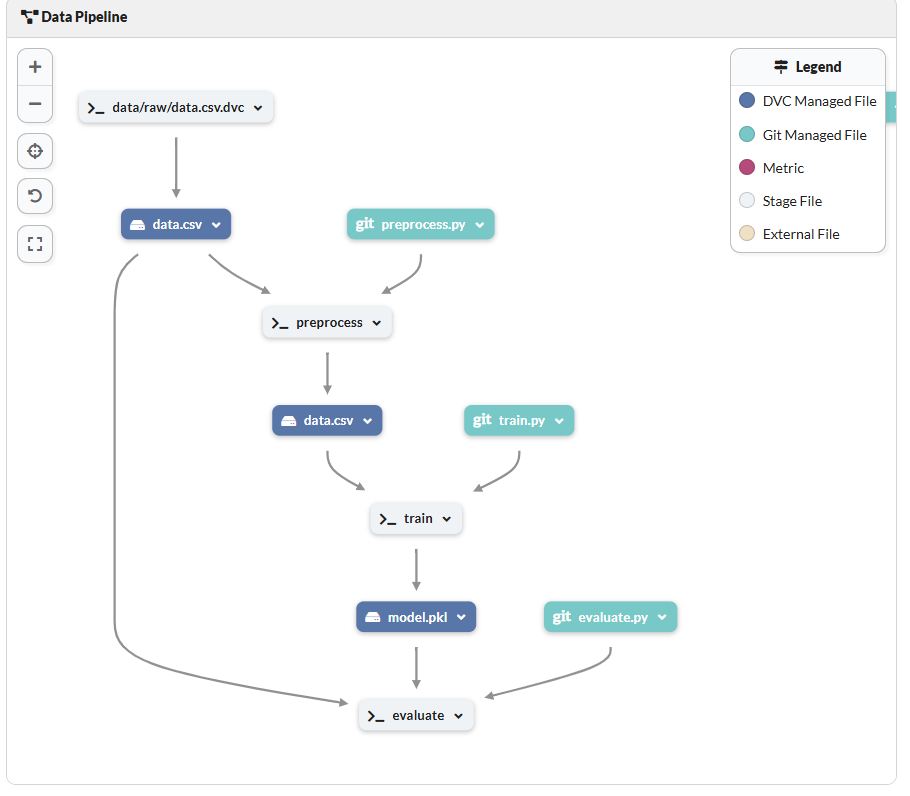 Data Pipeline
Legend
DVC Managed File
Git Managed File
Metric
Stage File
External File
data/raw/data.csv.dvc
data.csv
git preprocess.py
preprocess
data.csv
git train.py
train
model.pkl
git evaluate.py
evaluate